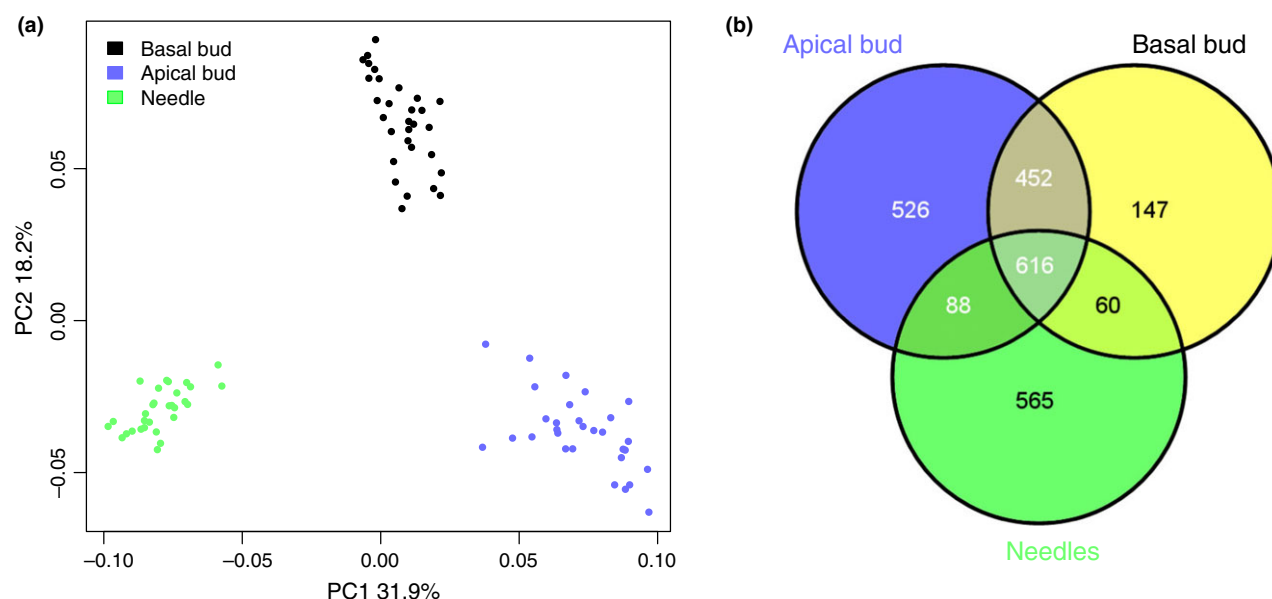 (a)
Basal bud
Apical bud
Needle
PC2 18.2%
0.05
0.00
−0.05
−0.10
−0.05
0.00
0.05
0.10
PC1 31.9%
(b)
Apical bud
Basal bud
452
526
147
616
88
60
565
Needles